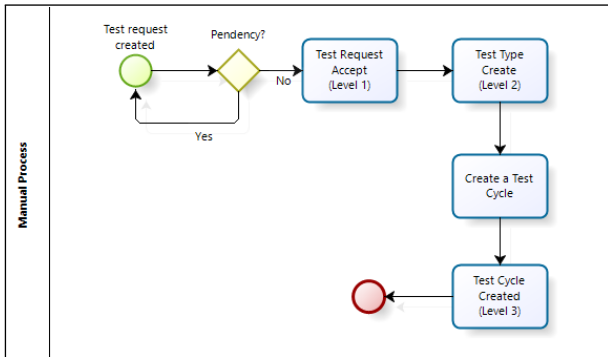 Manual Process
Test request
created
Pendency?
No
Yes
Test Request
Accept
(Level 1)
Test Type
Create
(Level 2)
Create a Test
Cycle
Test Cycle
Created
(Level 3)